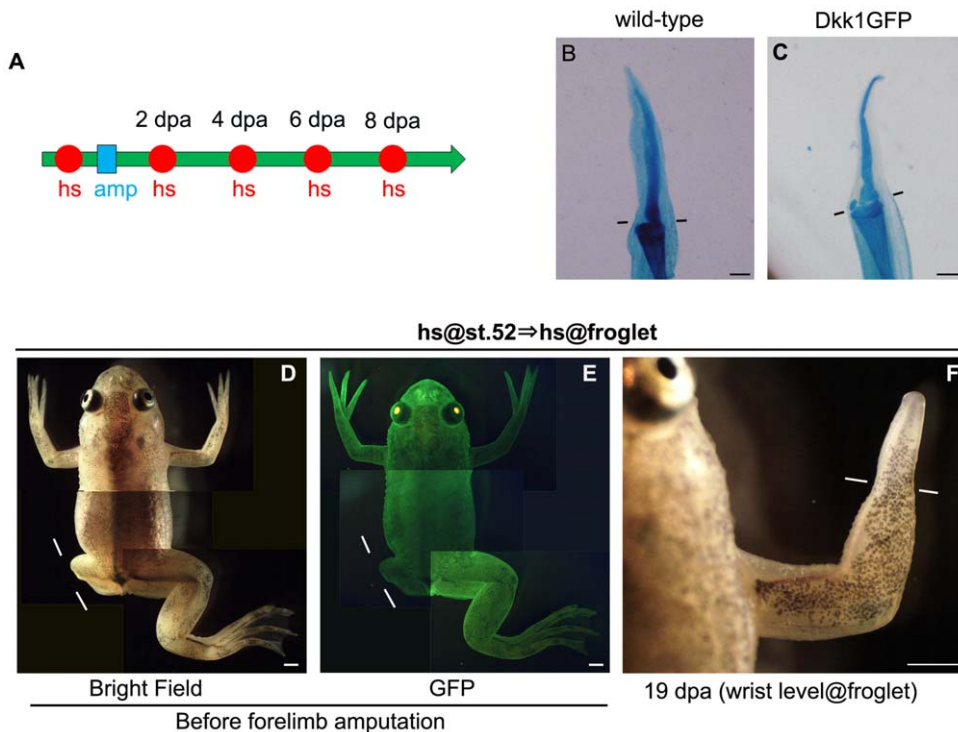 A
2 dpa 4 dpa 6 dpa 8 dpa
hs amp hs hs hs hs
wild-type Dkk1GFP
B C
hs@st.52⇒hs@froglet
D E F
Bright Field GFP 19 dpa (wrist level@froglet)
Before forelimb amputation